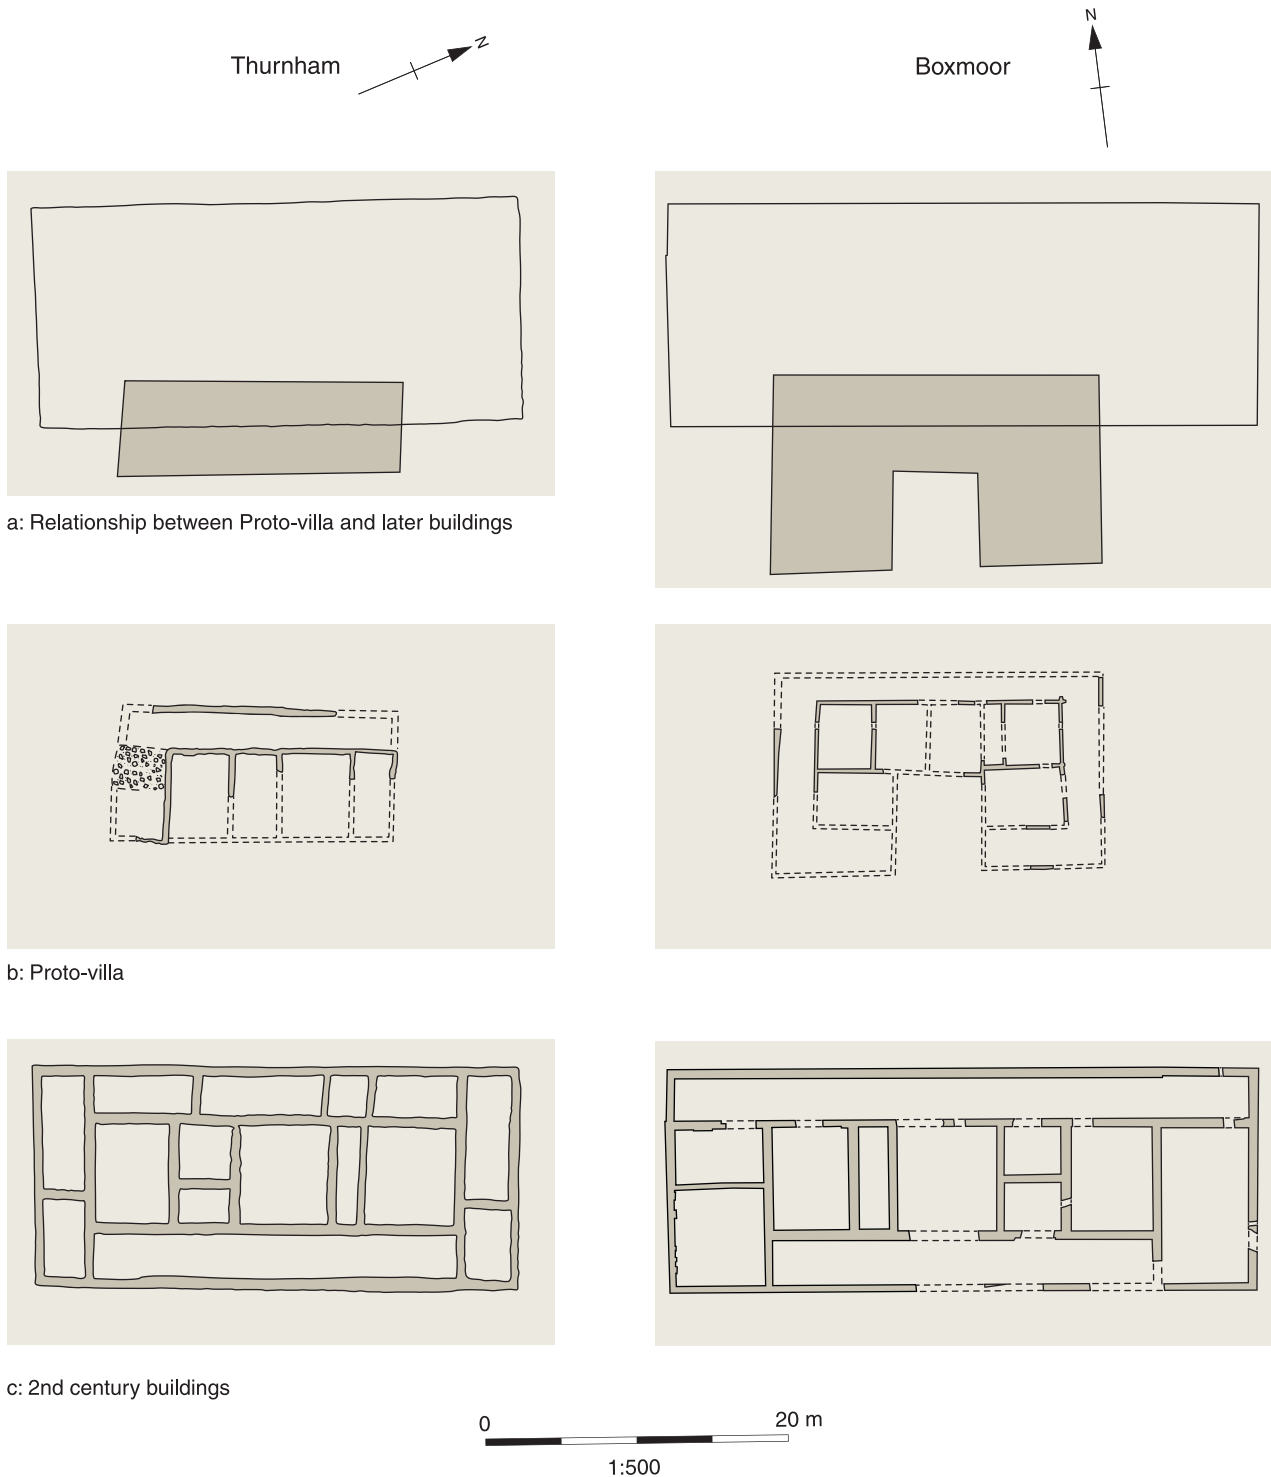 Thurnham
N
Boxmoor
N
a: Relationship between Proto-villa and later buildings
b: Proto-villa
c: 2nd century buildings
0
20 m
1:500